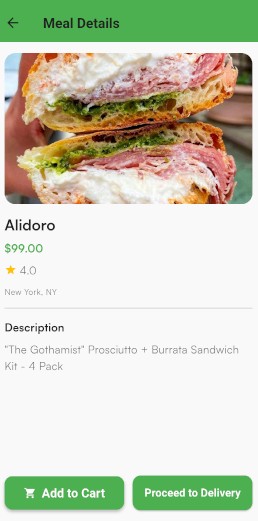 Meal Details
Alidoro
$99.00
4.0
New York, NY
Description
"The Gothamist" Prosciutto + Burrata Sandwich
Kit - 4 Pack
Add to Cart
Proceed to Delivery